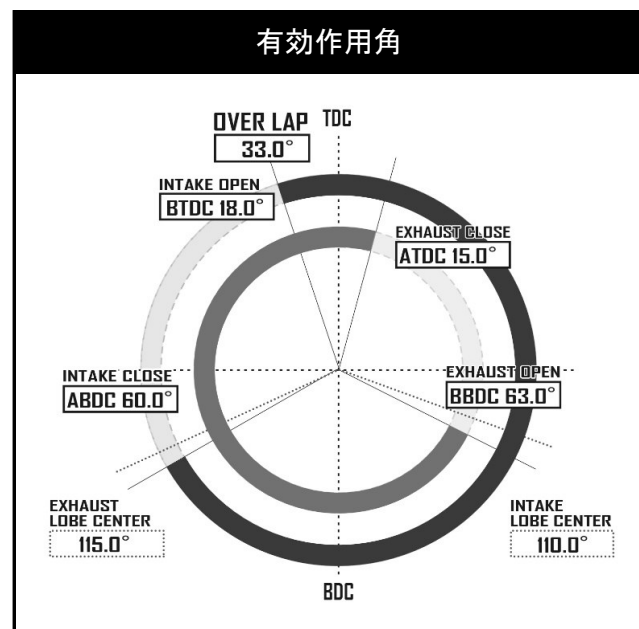 有効作用角
OVER LAP
33.0°
TDC
INTAKE OPEN
BTDC 18.0°
EXHAUST CLOSE
ATDC 15.0°
INTAKE CLOSE
ABDC 60.0°
EXHAUST OPEN
BBDC 63.0°
EXHAUST
LOBE CENTER
115.0°
INTAKE
LOBE CENTER
110.0°
BDC